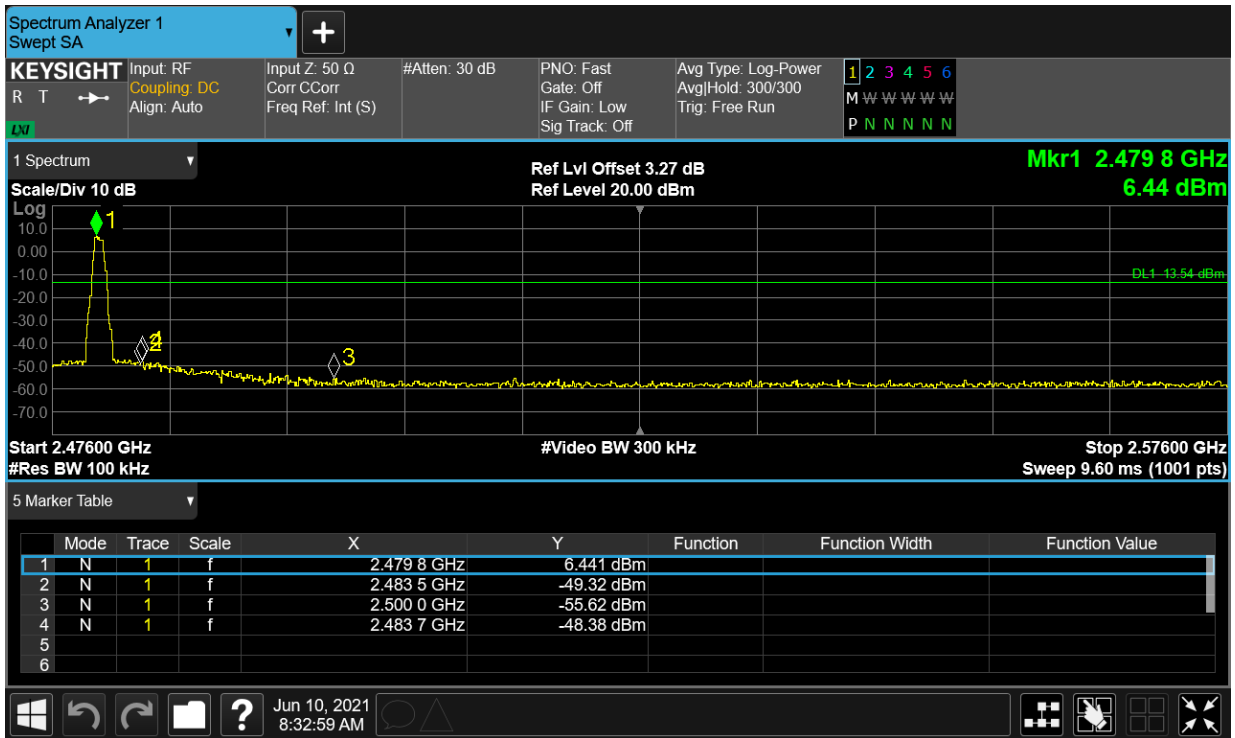 Spectrum Analyzer 1
Swept SA
KEYSIGHT
R T
LXI
Input: RF
Coupling: DC
Align: Auto
Input Z: 50 Ω
Corr CCorr
Freq Ref: Int (S)
#Atten: 30 dB
PNO: Fast
Gate: Off
IF Gain: Low
Sig Track: Off
Avg Type: Log-Power
Avg|Hold: 300/300
Trig: Free Run
1 2 3 4 5 6
M W W W W W
P N N N N N N
1 Spectrum
Scale/Div 10 dB
Ref Lvl Offset 3.27 dB
Ref Level 20.00 dBm
Mkr1 2.479 8 GHz
6.44 dBm
Log
10.0
0.00
-10.0
-20.0
-30.0
-40.0
-50.0
-60.0
-70.0
1
DL1 -13.54 dBm
2
4
3
Start 2.47600 GHz
#Res BW 100 kHz
#Video BW 300 kHz
Stop 2.57600 GHz
Sweep 9.60 ms (1001 pts)
5 Marker Table
Mode Trace Scale X Y Function Function Width Function Value
1 N 1 f 2.479 8 GHz 6.441 dBm
2 N 1 f 2.483 5 GHz -49.32 dBm
3 N 1 f 2.500 0 GHz -55.62 dBm
4 N 1 f 2.483 7 GHz -48.38 dBm
5
6
?
Jun 10, 2021
8:32:59 AM